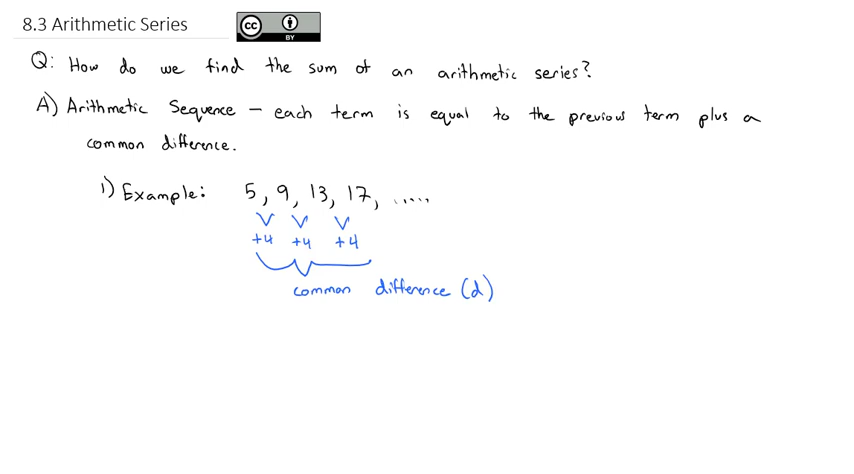 8.3 Arithmetic Series
cc BY
Q: How do we find the sum of an arithmetic series?
A) Arithmetic Sequence – each term is equal to the previous term plus a
common difference.
1) Example: 5, 9, 13, 17, .....
+4 +4 +4
common difference (d)